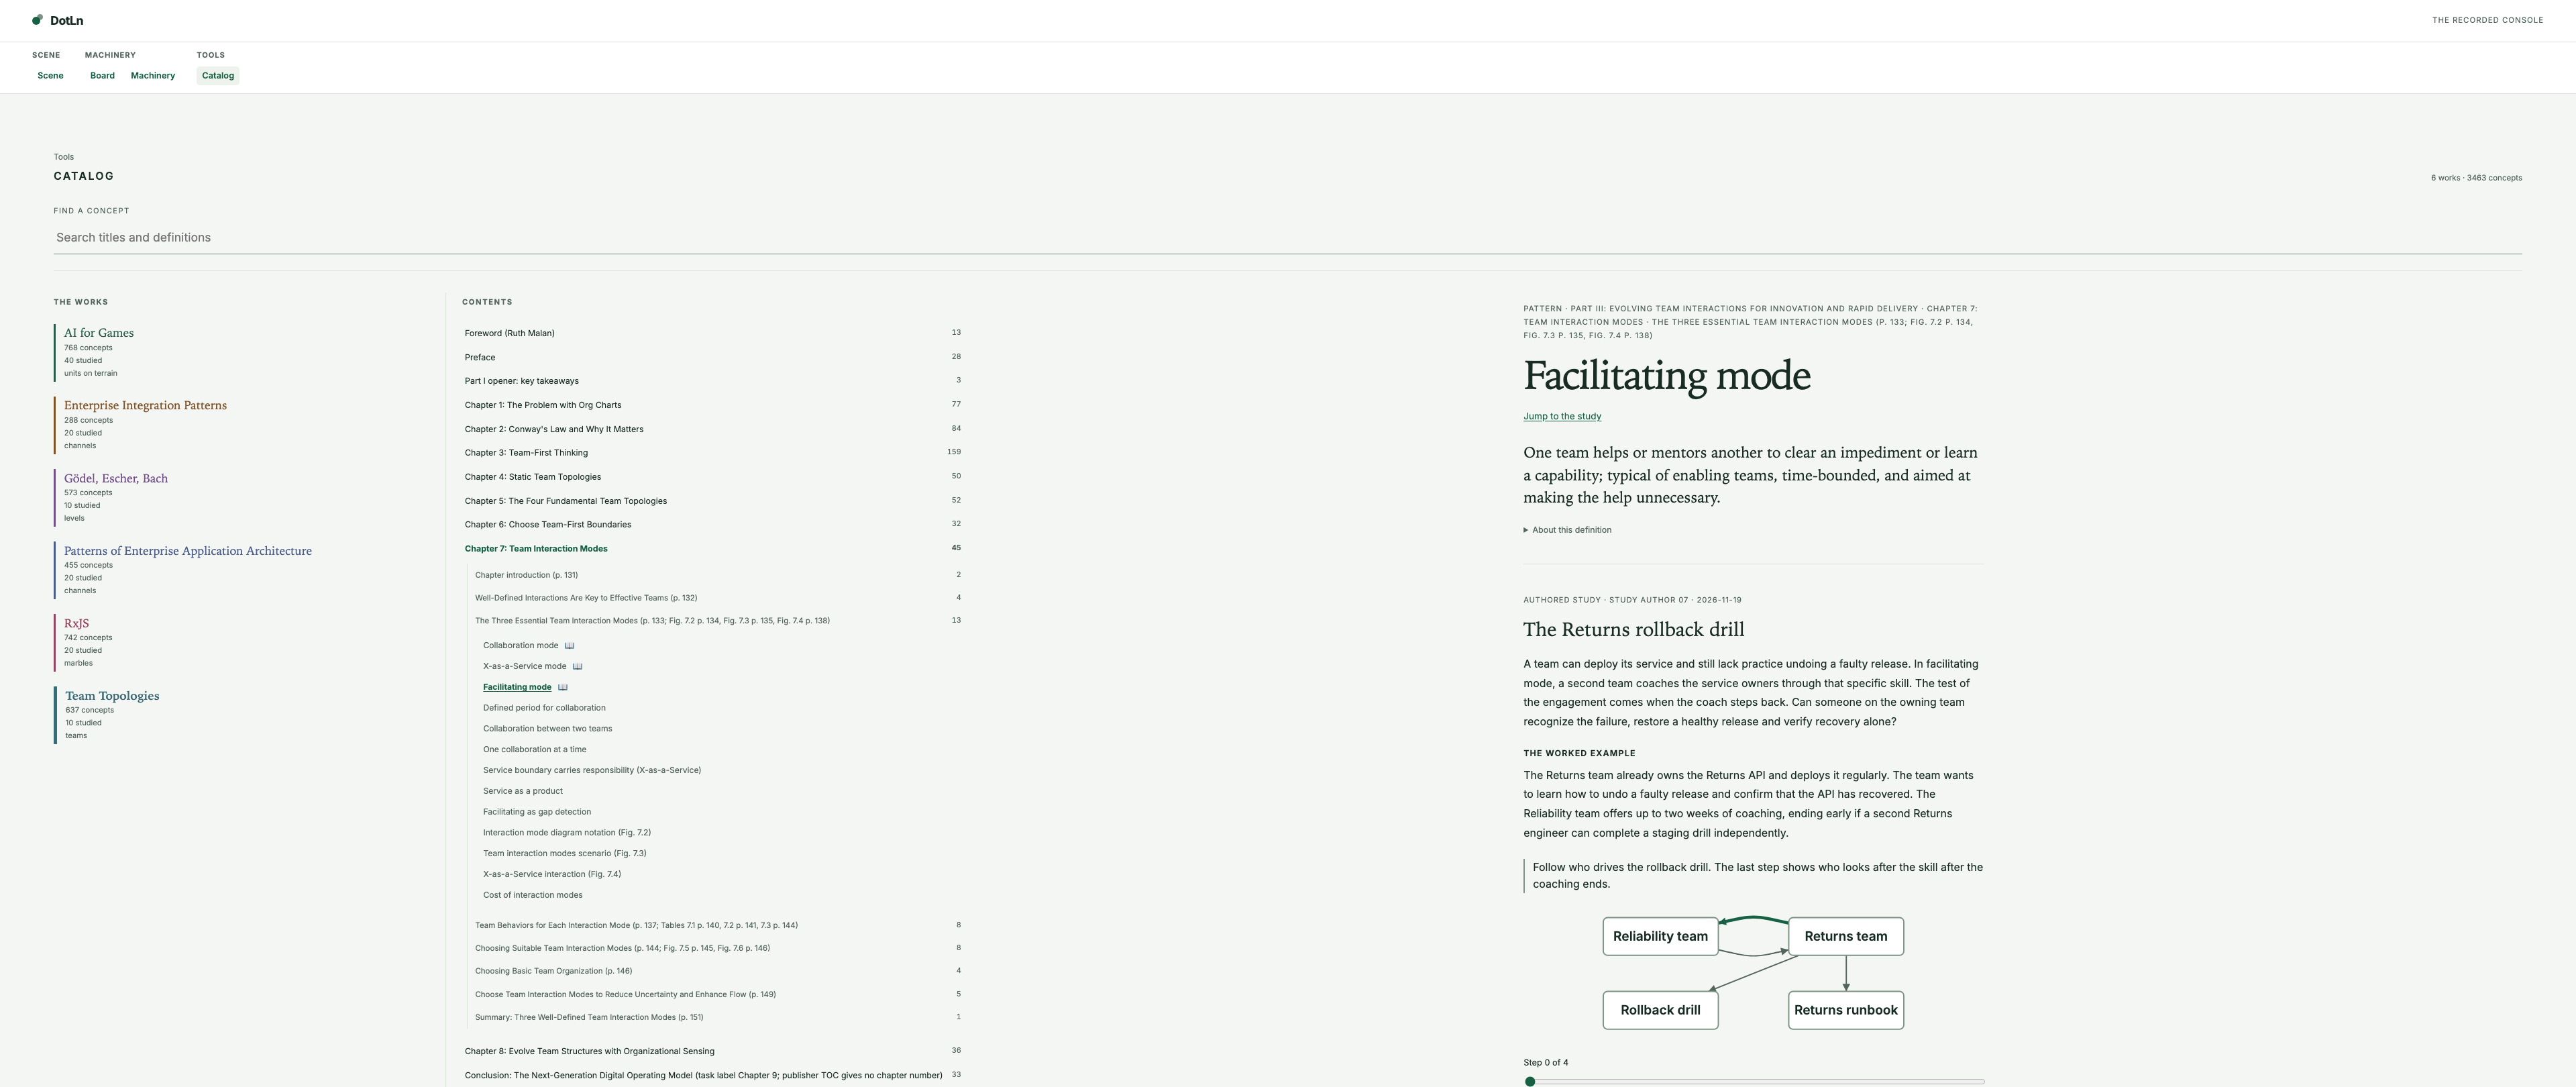 DotLn
THE RECORDED CONSOLE
SCENE
MACHINERY
TOOLS
Scene
Board
Machinery
Catalog
Tools
CATALOG
6 works · 3463 concepts
FIND A CONCEPT
Search titles and definitions
THE WORKS
AI for Games
768 concepts
40 studied
units on terrain
Enterprise Integration Patterns
288 concepts
20 studied
channels
Gödel, Escher, Bach
573 concepts
10 studied
levels
Patterns of Enterprise Application Architecture
455 concepts
20 studied
channels
RxJS
742 concepts
20 studied
marbles
Team Topologies
637 concepts
10 studied
teams
CONTENTS
Foreword (Ruth Malan) 13
Preface 28
Part I opener: key takeaways 3
Chapter 1: The Problem with Org Charts 77
Chapter 2: Conway's Law and Why It Matters 84
Chapter 3: Team-First Thinking 159
Chapter 4: Static Team Topologies 50
Chapter 5: The Four Fundamental Team Topologies 52
Chapter 6: Choose Team-First Boundaries 32
Chapter 7: Team Interaction Modes 45
Chapter introduction (p. 131) 2
Well-Defined Interactions Are Key to Effective Teams (p. 132) 4
The Three Essential Team Interaction Modes (p. 133; Fig. 7.2 p. 134, Fig. 7.3 p. 135, Fig. 7.4 p. 138) 13
Collaboration mode
X-as-a-Service mode
Facilitating mode
Defined period for collaboration
Collaboration between two teams
One collaboration at a time
Service boundary carries responsibility (X-as-a-Service)
Service as a product
Facilitating as gap detection
Interaction mode diagram notation (Fig. 7.2)
Team interaction modes scenario (Fig. 7.3)
X-as-a-Service interaction (Fig. 7.4)
Cost of interaction modes
Team Behaviors for Each Interaction Mode (p. 137; Tables 7.1 p. 140, 7.2 p. 141, 7.3 p. 144) 8
Choosing Suitable Team Interaction Modes (p. 144; Fig. 7.5 p. 145, Fig. 7.6 p. 146) 8
Choosing Basic Team Organization (p. 146) 4
Choose Team Interaction Modes to Reduce Uncertainty and Enhance Flow (p. 149) 5
Summary: Three Well-Defined Team Interaction Modes (p. 151) 1
Chapter 8: Evolve Team Structures with Organizational Sensing 36
Conclusion: The Next-Generation Digital Operating Model (task label Chapter 9; publisher TOC gives no chapter number) 33
PATTERN · PART III: EVOLVING TEAM INTERACTIONS FOR INNOVATION AND RAPID DELIVERY · CHAPTER 7:
TEAM INTERACTION MODES · THE THREE ESSENTIAL TEAM INTERACTION MODES (P. 133; FIG. 7.2 P. 134,
FIG. 7.3 P. 135, FIG. 7.4 P. 138)
Facilitating mode
Jump to the study
One team helps or mentors another to clear an impediment or learn
a capability; typical of enabling teams, time-bounded, and aimed at
making the help unnecessary.
About this definition
AUTHORED STUDY · STUDY AUTHOR 07 · 2026-11-19
The Returns rollback drill
A team can deploy its service and still lack practice undoing a faulty release. In facilitating
mode, a second team coaches the service owners through that specific skill. The test of
the engagement comes when the coach steps back. Can someone on the owning team
recognize the failure, restore a healthy release and verify recovery alone?
THE WORKED EXAMPLE
The Returns team already owns the Returns API and deploys it regularly. The team wants
to learn how to undo a faulty release and confirm that the API has recovered. The
Reliability team offers up to two weeks of coaching, ending early if a second Returns
engineer can complete a staging drill independently.
Follow who drives the rollback drill. The last step shows who looks after the skill after the
coaching ends.
Reliability team
Returns team
Rollback drill
Returns runbook
Step 0 of 4